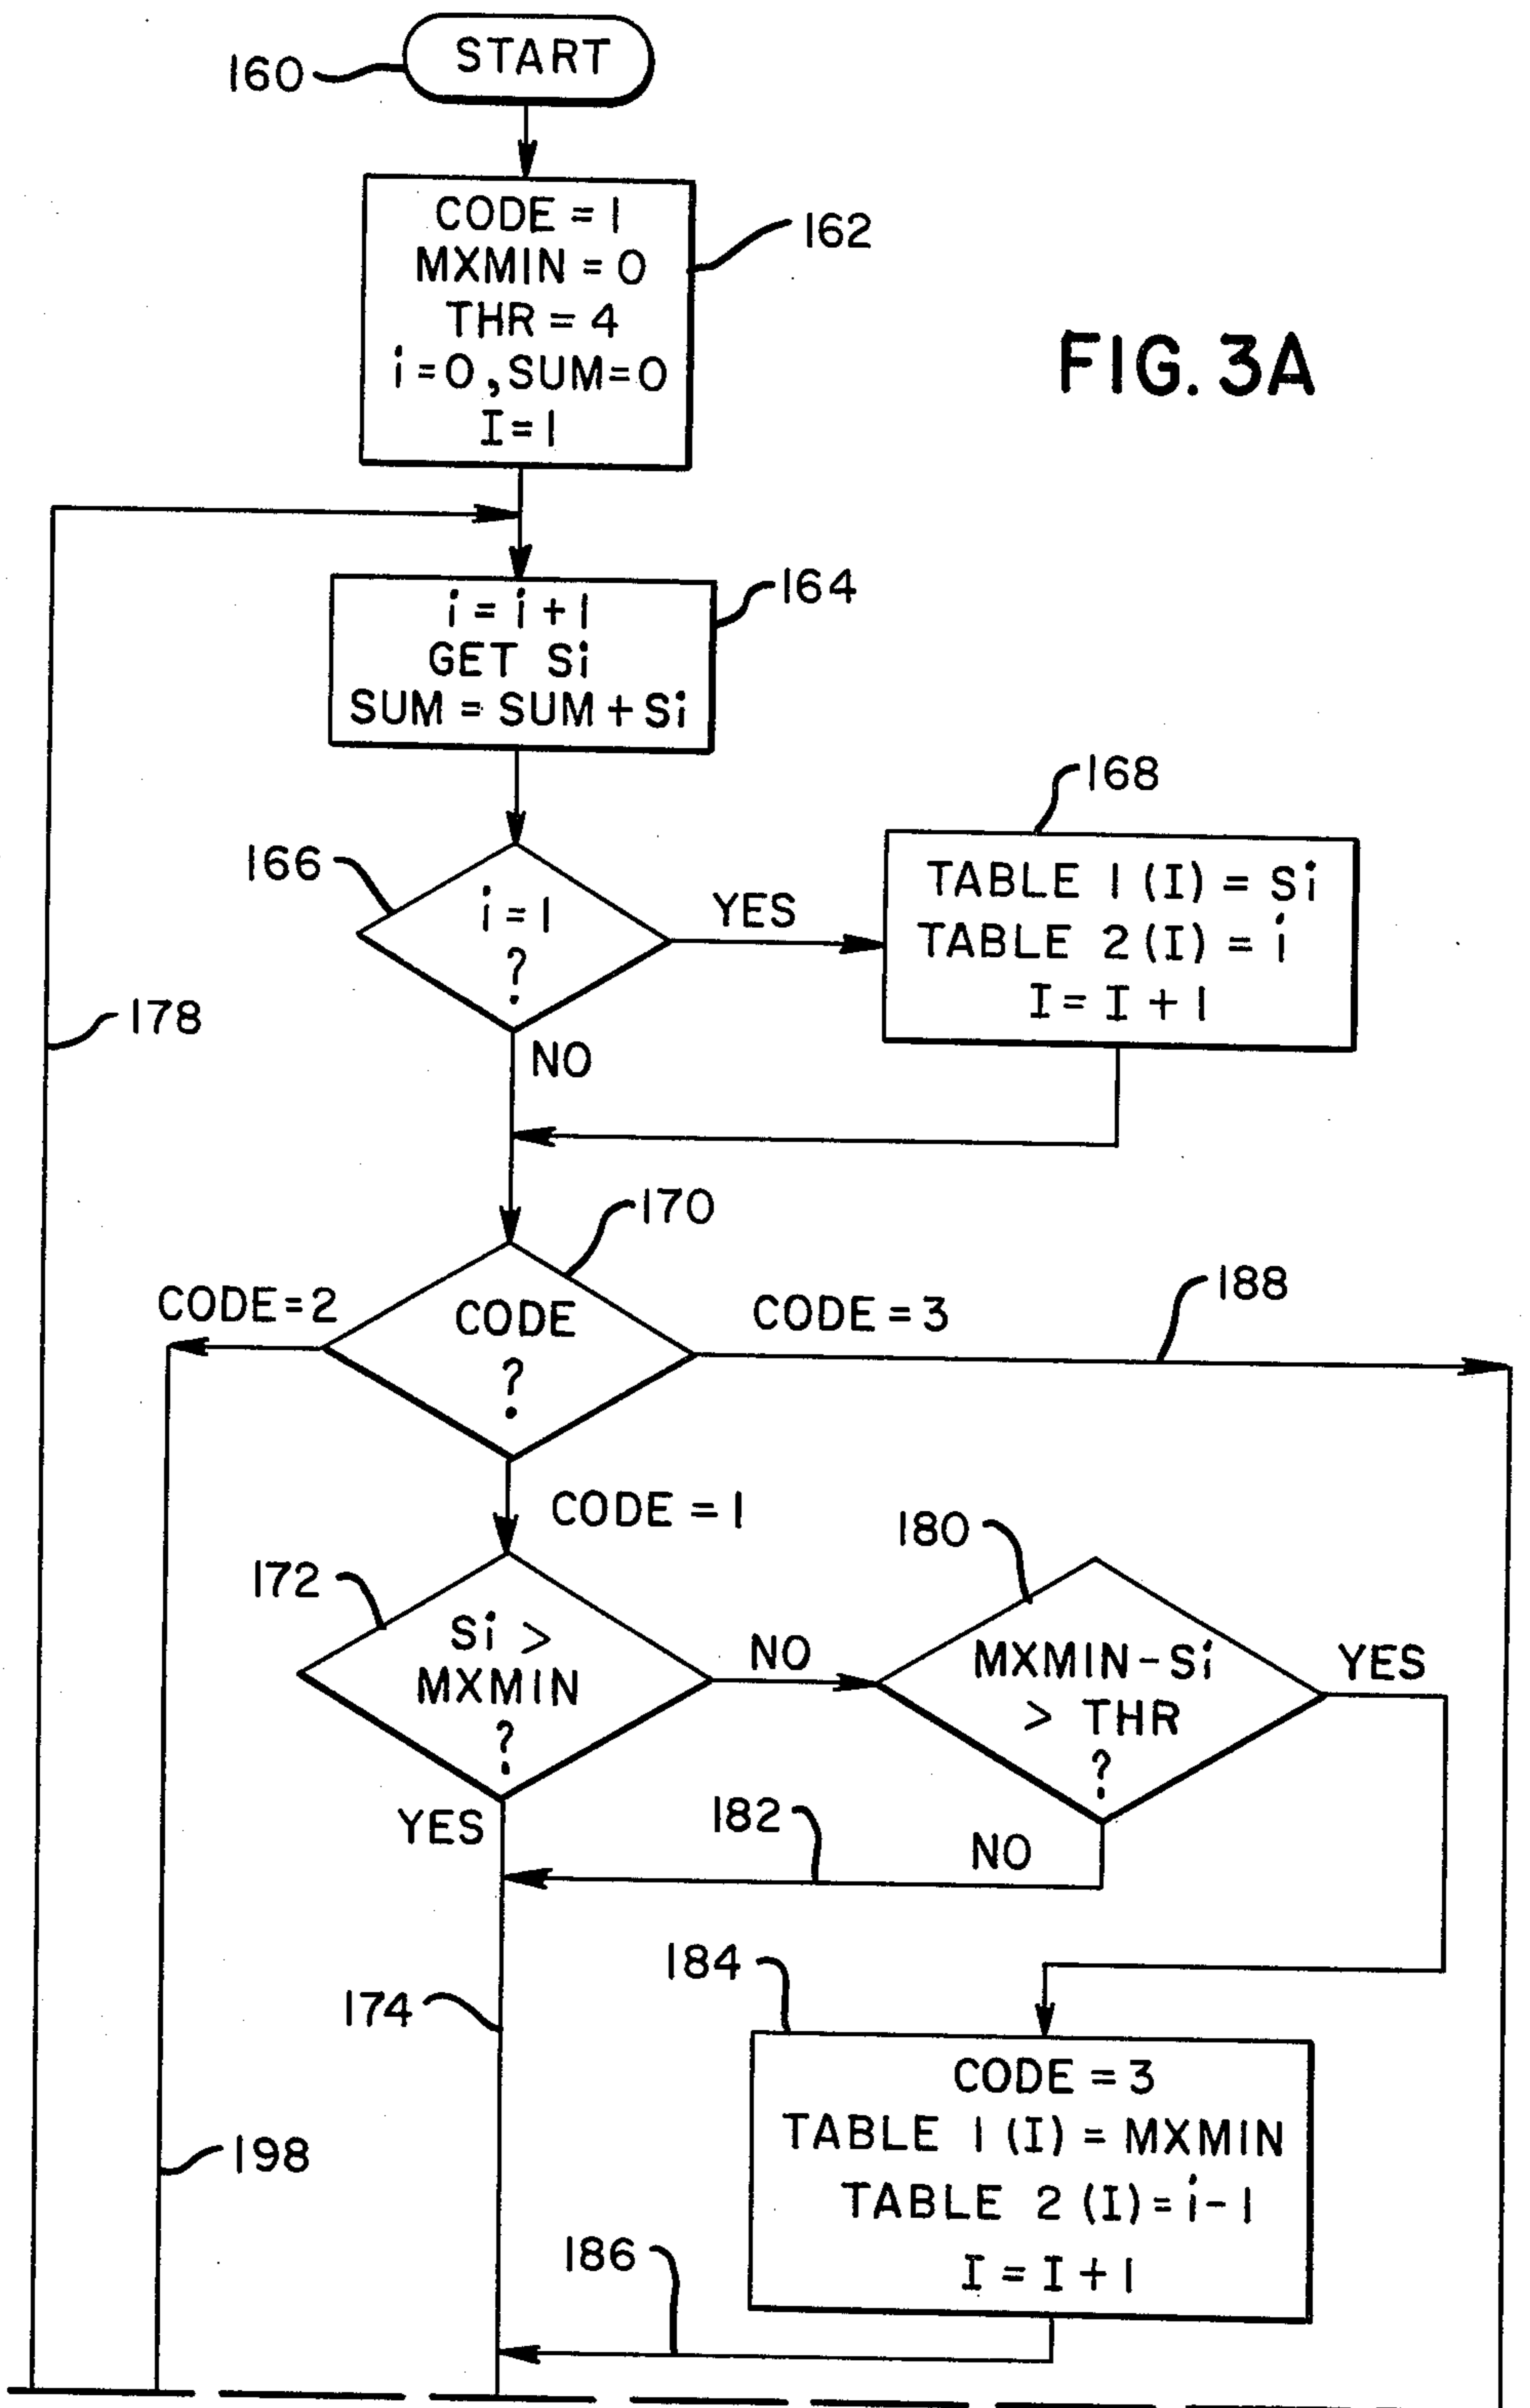 START
160
CODE = 1
MXMIN = 0
THR = 4
i = 0, SUM = 0
I = 1
162
FIG. 3A
i = i + 1
GET Si
SUM = SUM + Si
164
166
i = 1
?
YES
NO
168
TABLE 1 (I) = Si
TABLE 2 (I) = i
I = I + 1
178
170
CODE = 2
CODE
?
CODE = 3
188
CODE = 1
172
Si >
MXMIN
?
NO
YES
180
MXMIN - Si
> THR
?
YES
NO
182
174
184
CODE = 3
TABLE 1 (I) = MXMIN
TABLE 2 (I) = i - 1
I = I + 1
186
198